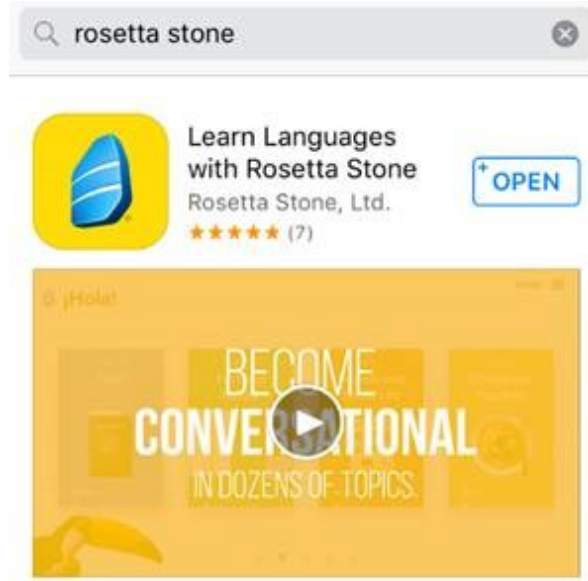 rosetta stone
Learn Languages
with Rosetta Stone
Rosetta Stone, Ltd.
+OPEN
★★★★★ (7)
¡Hola!
BECOME
CONVERSATIONAL
IN DOZENS OF TOPICS.